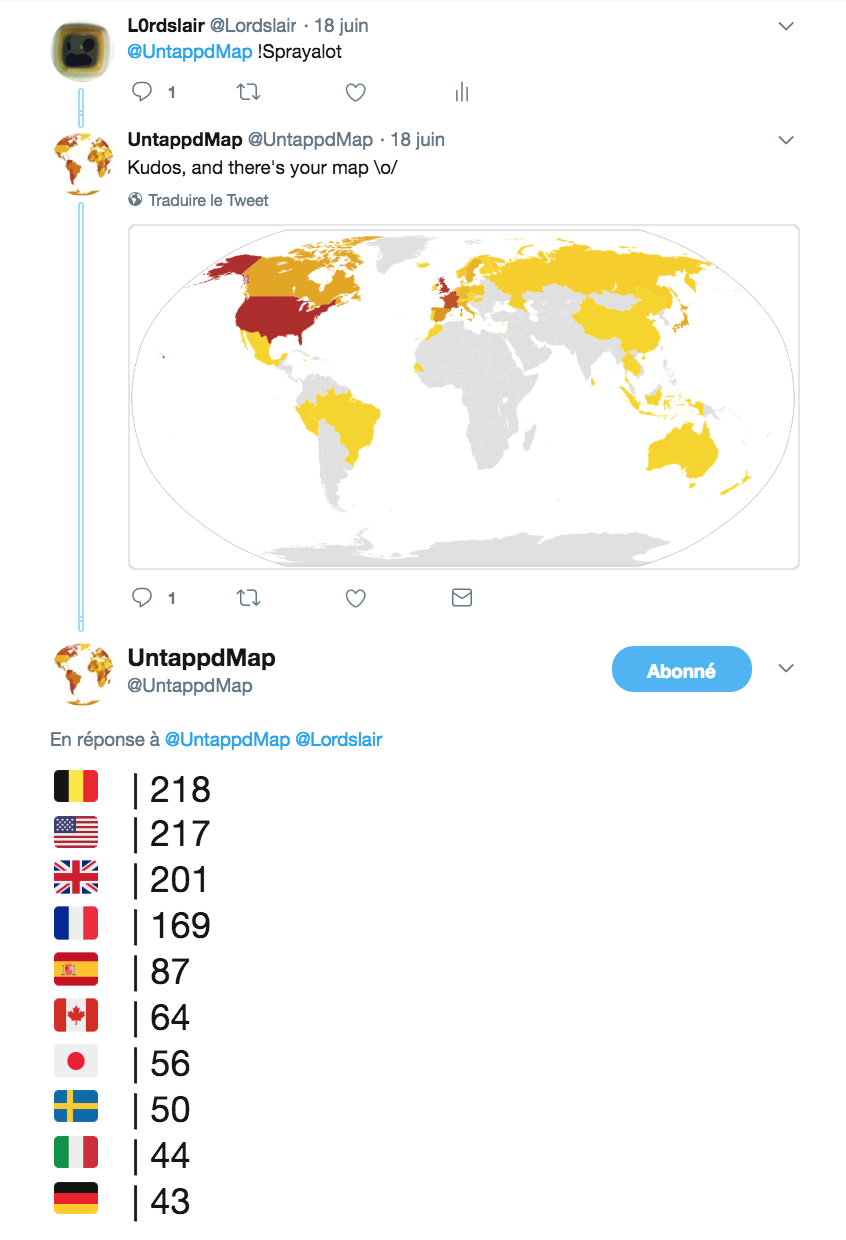 L0rdslair @Lordslair · 18 juin
@UntappdMap !Sprayalot
1
UntappdMap @UntappdMap · 18 juin
Kudos, and there's your map \o/
Traduire le Tweet
1
UntappdMap
@UntappdMap
Abonné
En réponse à @UntappdMap @Lordslair
| 218
| 217
| 201
| 169
| 87
| 64
| 56
| 50
| 44
| 43